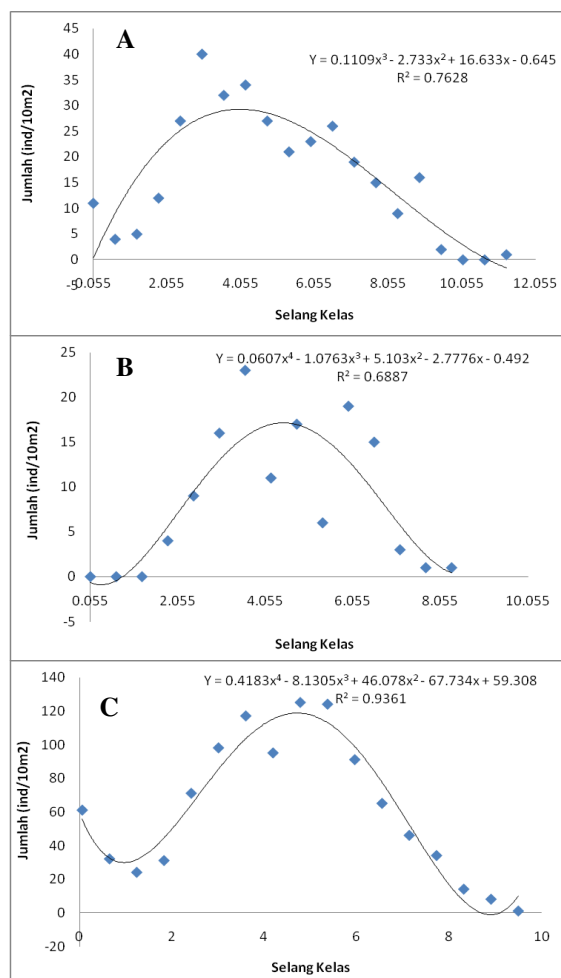 A
Y = 0.1109x³ - 2.733x² + 16.633x - 0.645
R² = 0.7628
Jumlah (ind/10m2)
45
40
35
30
25
20
15
10
5
0
-5
0.055 2.055 4.055 6.055 8.055 10.055 12.055
Selang Kelas
B
Y = 0.0607x⁴ - 1.0763x³ + 5.103x² - 2.7776x - 0.492
R² = 0.6887
Jumlah (ind/10m2)
25
20
15
10
5
0
-5
0.055 2.055 4.055 6.055 8.055 10.055
Selang Kelas
C
Y = 0.4183x⁴ - 8.1305x³ + 46.078x² - 67.734x + 59.308
R² = 0.9361
Jumlah (ind/10m2)
140
120
100
80
60
40
20
0
-20
0 2 4 6 8 10
Selang Kelas